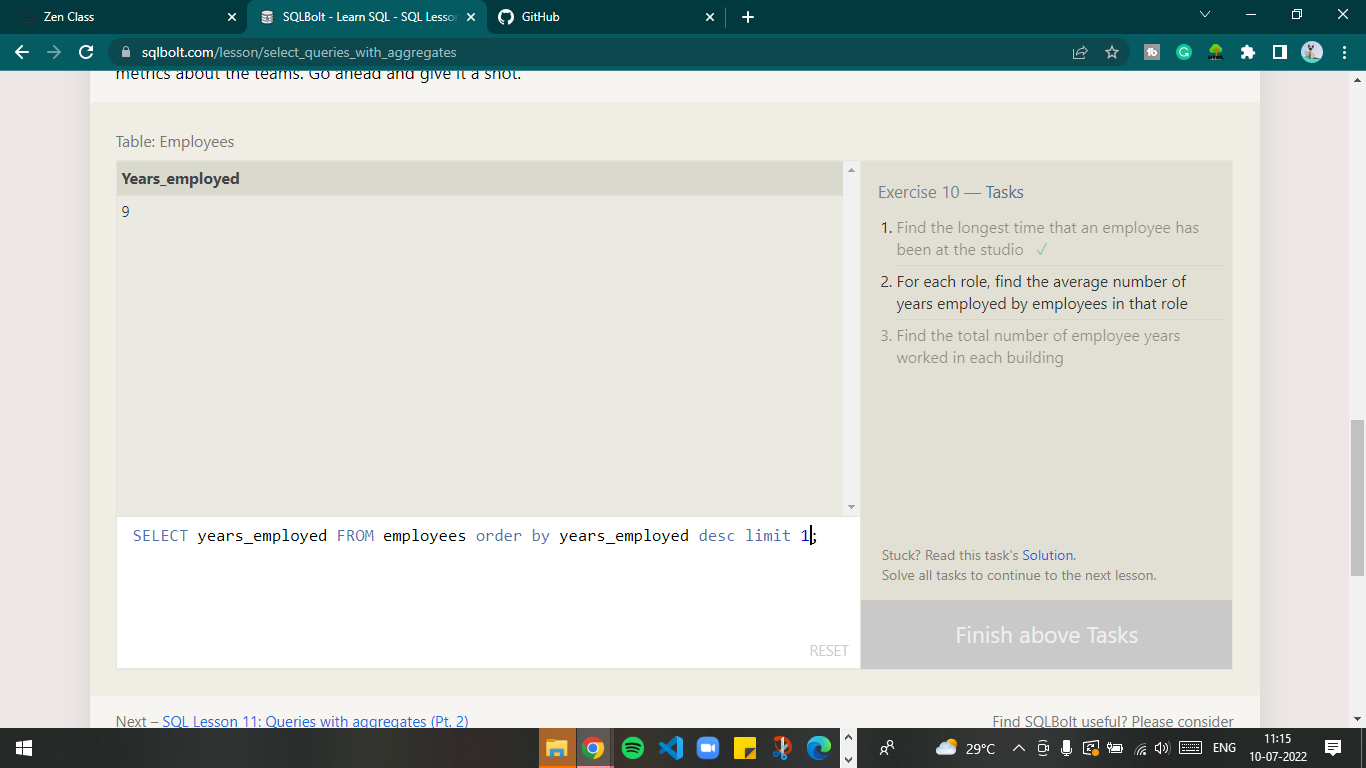 Zen Class
SQLBolt - Learn SQL - SQL Lesson
GitHub
sqlbolt.com/lesson/select_queries_with_aggregates
metrics about the teams. Go ahead and give it a shot.
Table: Employees
Years_employed
9
Exercise 10 — Tasks
1. Find the longest time that an employee has
been at the studio ✓
2. For each role, find the average number of
years employed by employees in that role
3. Find the total number of employee years
worked in each building
SELECT years_employed FROM employees order by years_employed desc limit 1;
Stuck? Read this task's Solution.
Solve all tasks to continue to the next lesson.
RESET
Finish above Tasks
Next – SQL Lesson 11: Queries with aggregates (Pt. 2)
Find SQLBolt useful? Please consider
29°C
ENG
11:15
10-07-2022